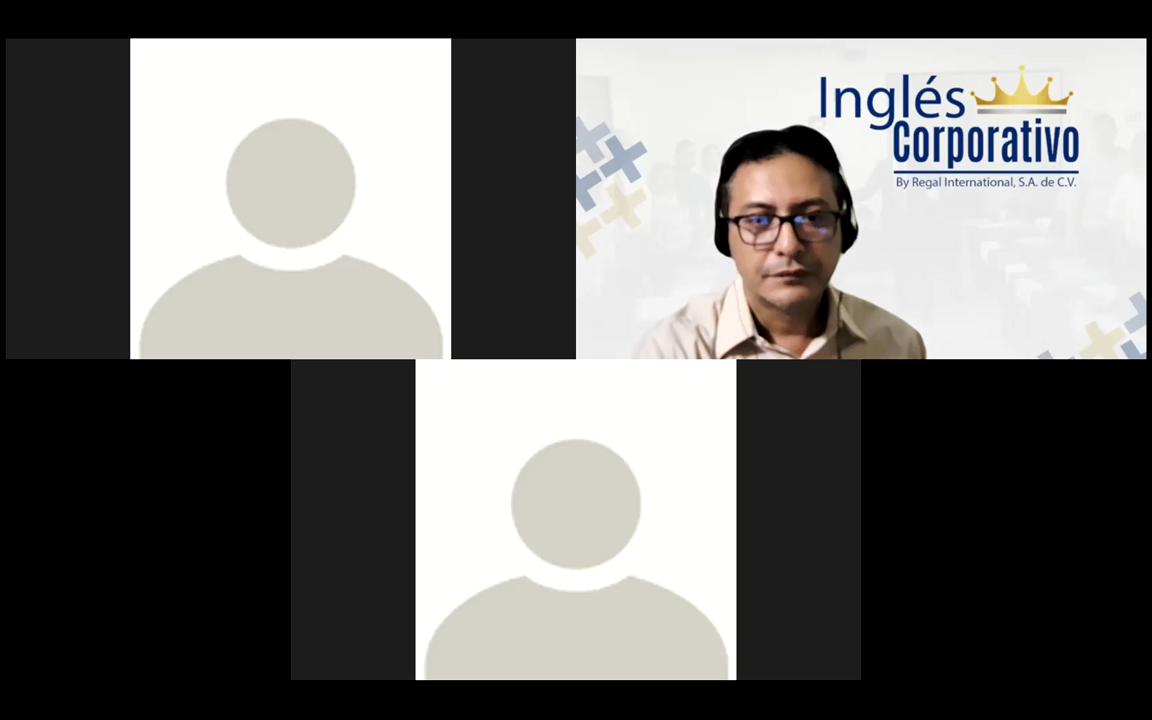 Inglés
Corporativo
By Regal International, S.A. de C.V.